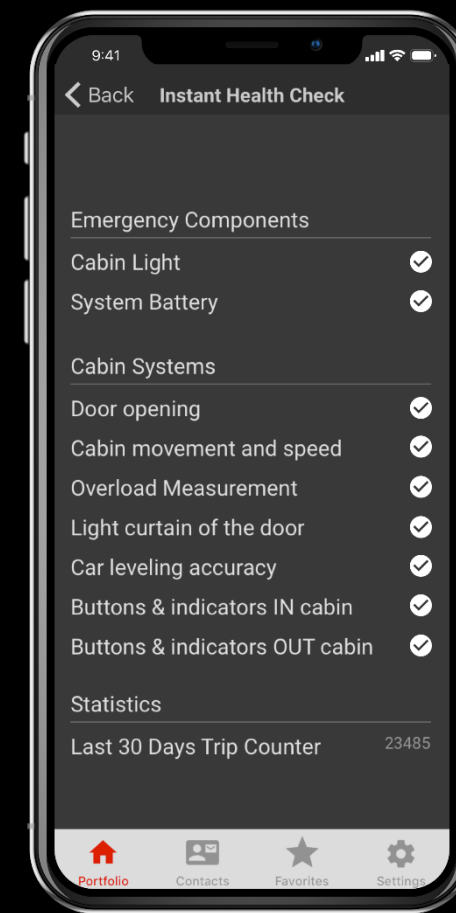 9:41
Back Instant Health Check
Emergency Components
Cabin Light
System Battery
Cabin Systems
Door opening
Cabin movement and speed
Overload Measurement
Light curtain of the door
Car leveling accuracy
Buttons & indicators IN cabin
Buttons & indicators OUT cabin
Statistics
Last 30 Days Trip Counter 23485
Portfolio Contacts Favorites Settings